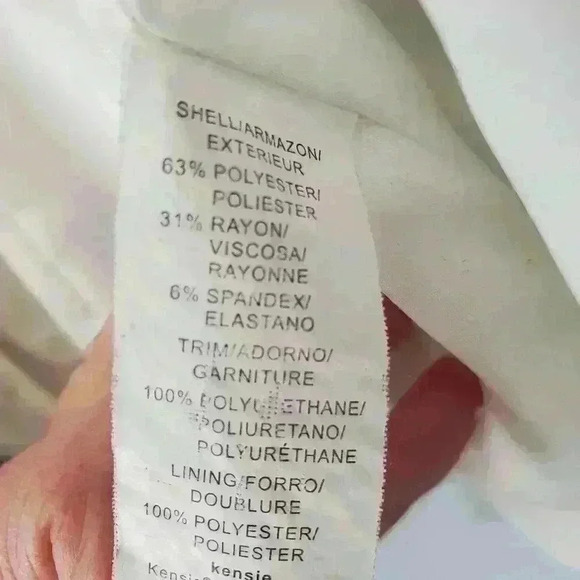 SHELL/ARMAZON/
EXTERIEUR
63% POLYESTER/
POLIESTER
31% RAYON/
VISCOSA/
RAYONNE
6% SPANDEX/
ELASTANO
TRIM/ADORNO/
GARNITURE
100% POLYURETHANE/
POLIURETANO/
POLYURÉTHANE
LINING/FORRO/
DOUBLURE
100% POLYESTER/
POLIESTER
kensie